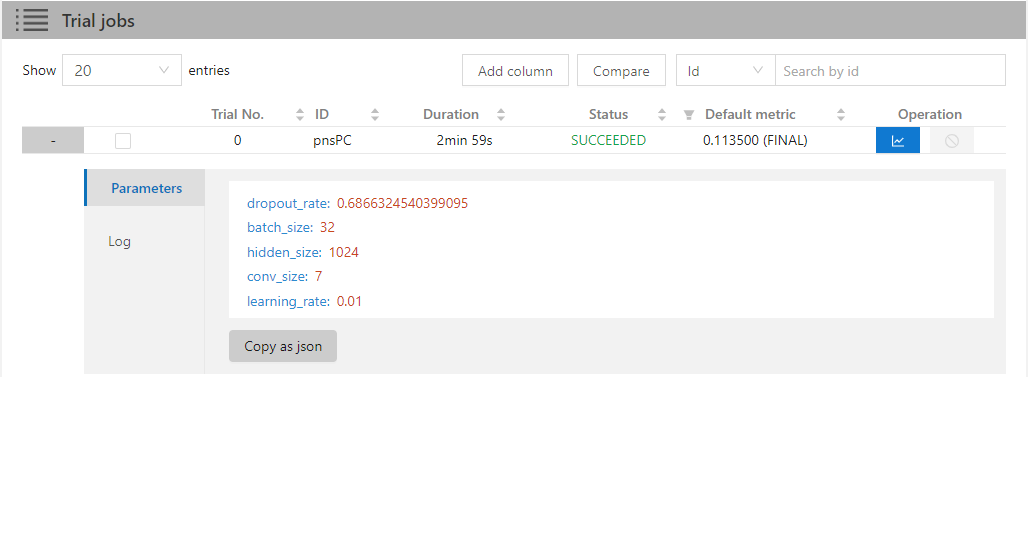 Trial jobs
Show 20 entries Add column Compare Id Search by id
Trial No. ID Duration Status Default metric Operation
- 0 pnsPC 2min 59s SUCCEEDED 0.113500 (FINAL)
Parameters
dropout_rate: 0.6866324540399095
batch_size: 32
Log
hidden_size: 1024
conv_size: 7
learning_rate: 0.01
Copy as json